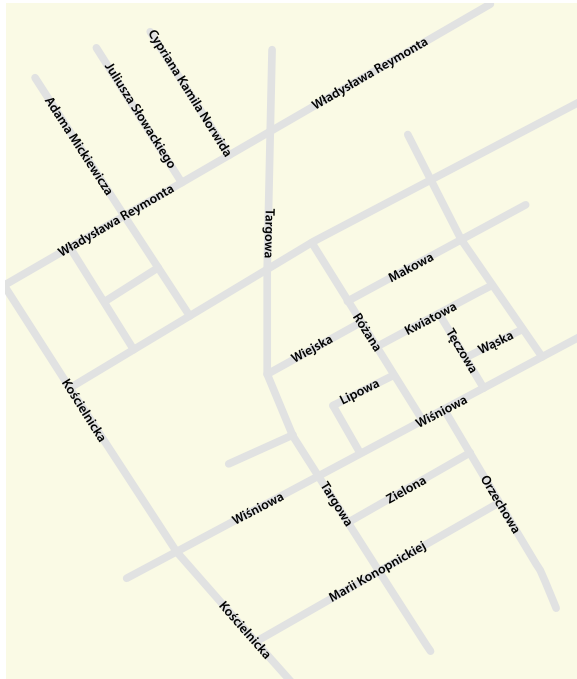 Cypriana Kamila Norwida
Władysława Reymonta
Juliusza Słowackiego
Adama Mickiewicza
Władysława Reymonta
Targowa
Makowa
Różana
Kwiatowa
Tęczowa
Wąska
Wiejska
Lipowa
Kościelnicka
Wiśniowa
Wiśniowa
Targowa
Zielona
Orzechowa
Marii Konopnickiej
Kościelnicka